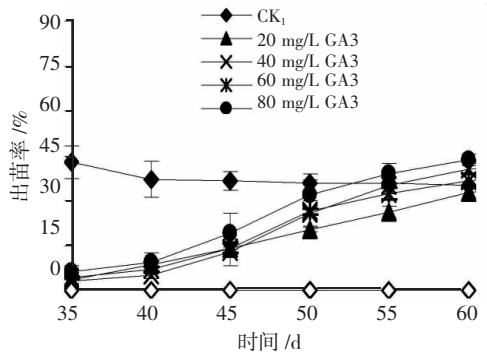 90
75
60
45
30
15
0
出苗率 /%
CK₁
20 mg/L GA3
40 mg/L GA3
60 mg/L GA3
80 mg/L GA3
35 40 45 50 55 60
时间 /d